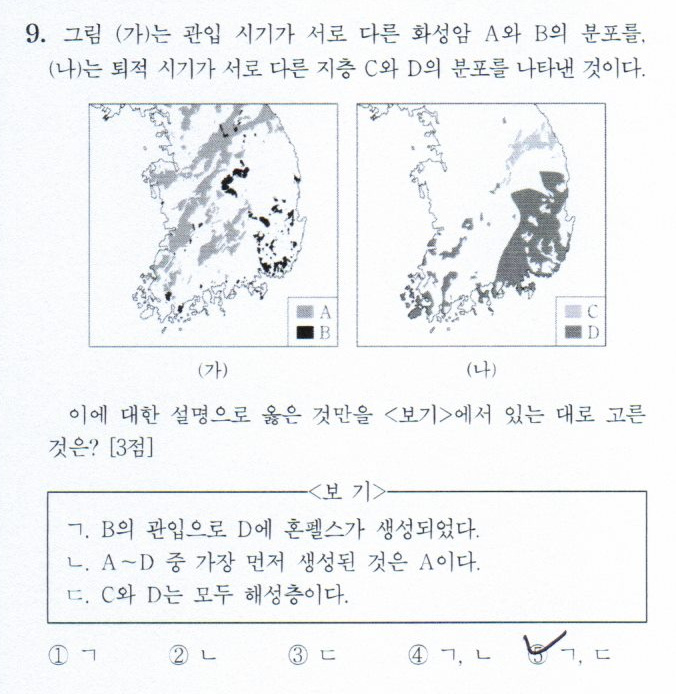 9. 그림 (가)는 관입 시기가 서로 다른 화성암 A와 B의 분포를,
(나)는 퇴적 시기가 서로 다른 지층 C와 D의 분포를 나타낸 것이다.
A
B
C
D
(가)
(나)
이에 대한 설명으로 옳은 것만을 <보기>에서 있는 대로 고른
것은? [3점]
<보 기>
ㄱ. B의 관입으로 D에 혼펠스가 생성되었다.
ㄴ. A~D 중 가장 먼저 생성된 것은 A이다.
ㄷ. C와 D는 모두 해성층이다.
① ㄱ ② ㄴ ③ ㄷ ④ ㄱ, ㄴ ⑤ ㄱ, ㄷ